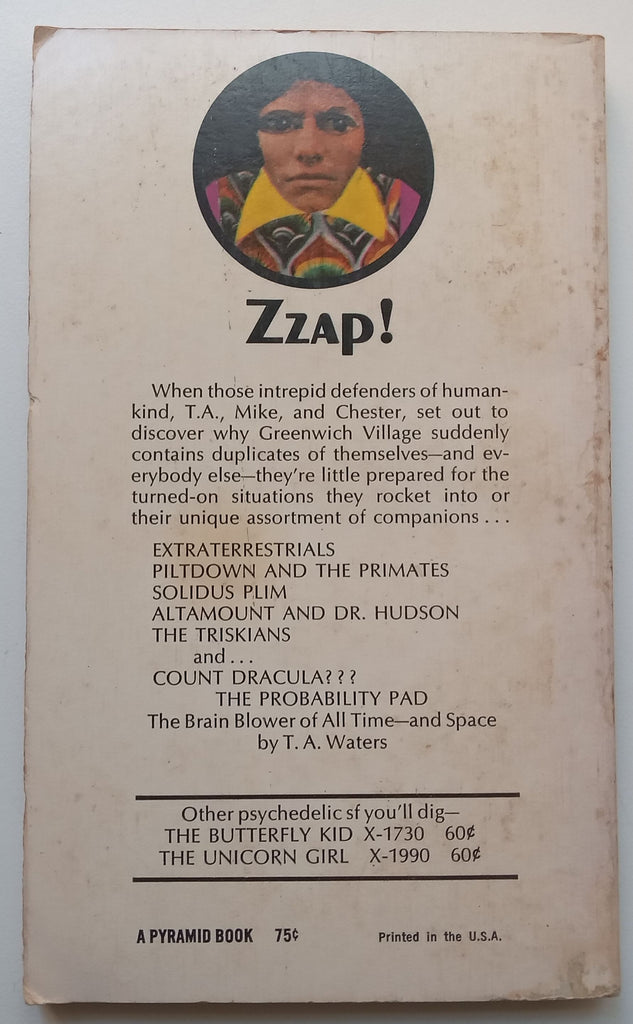 Zzap!
When those intrepid defenders of human-
kind, T.A., Mike, and Chester, set out to
discover why Greenwich Village suddenly
contains duplicates of themselves—and ev-
erybody else—they're little prepared for the
turned-on situations they rocket into or
their unique assortment of companions . . .
EXTRATERRESTRIALS
PILTDOWN AND THE PRIMATES
SOLIDUS PLIM
ALTAMOUNT AND DR. HUDSON
THE TRISKIANS
and . . .
COUNT DRACULA? ? ?
THE PROBABILITY PAD
The Brain Blower of All Time—and Space
by T. A. Waters
Other psychedelic sf you'll dig—
THE BUTTERFLY KID X-1730 60¢
THE UNICORN GIRL X-1990 60¢
A PYRAMID BOOK 75¢ Printed in the U.S.A.